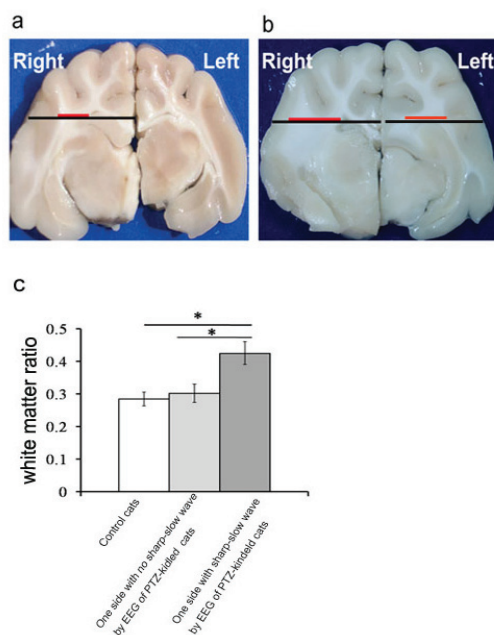 a
b
Right
Left
Right
Left
c
white matter ratio
0.5
0.4
0.3
0.2
0.1
0
*
*
Control cats
One side with no sharp-slow wave
by EEG of PTZ-kidled cats
One side with sharp-slow wave
by EEG of PTZ-kindeld cats